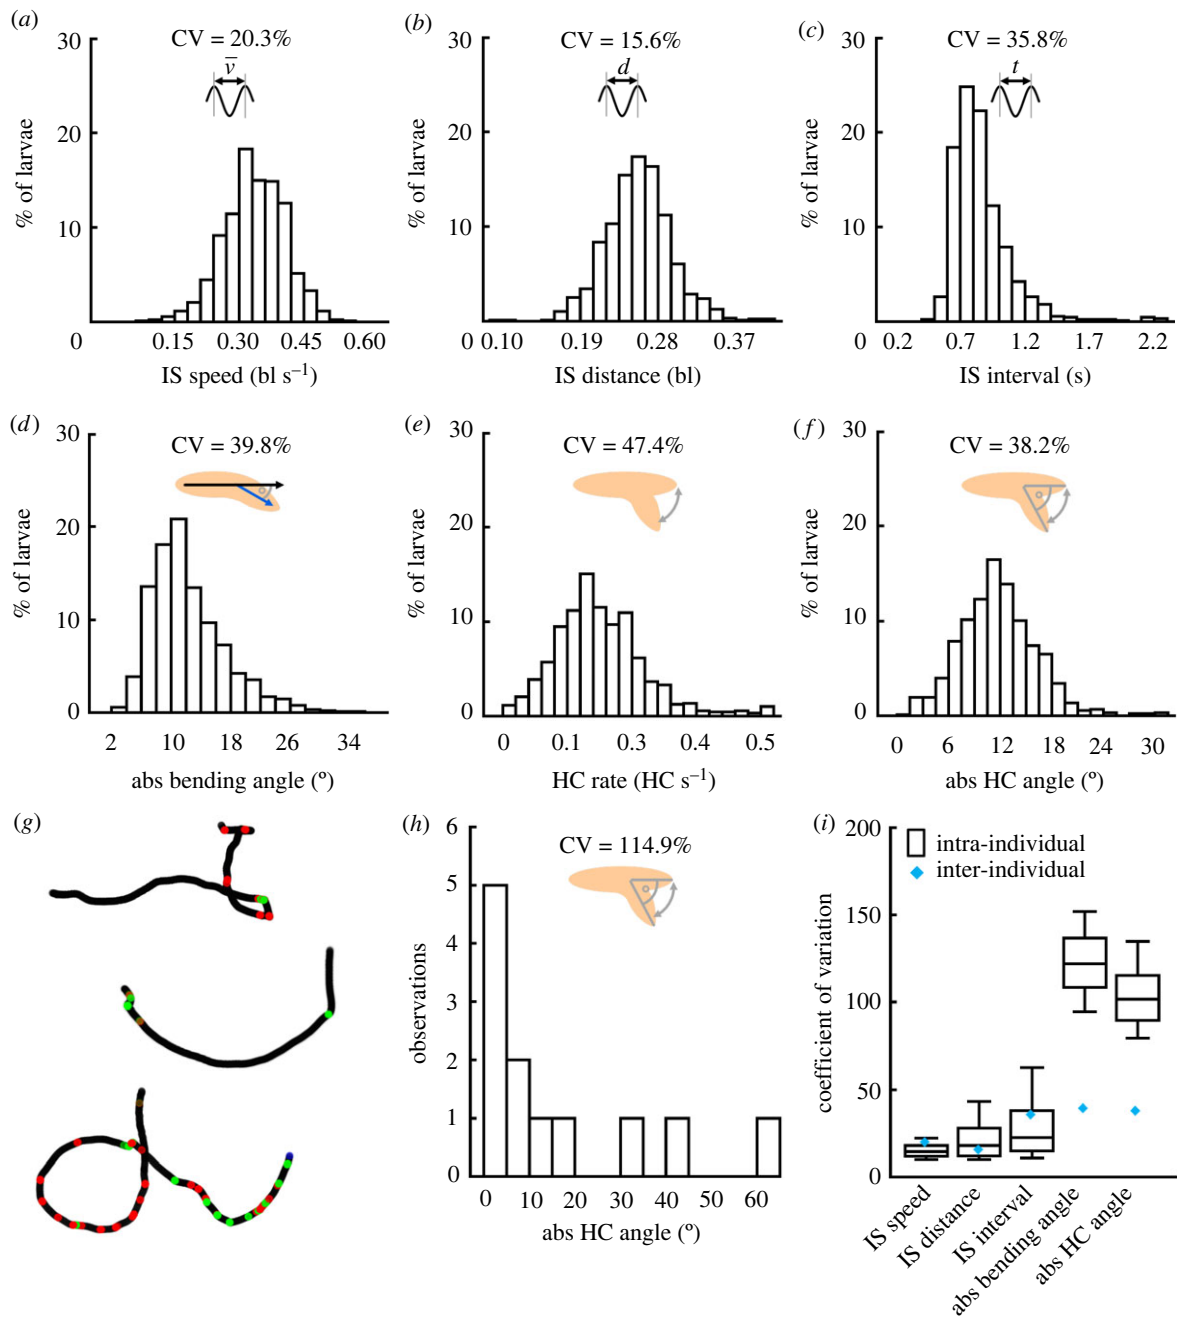 (a)
CV = 20.3%
v̅
% of larvae
30
20
10
0
0.15 0.30 0.45 0.60
IS speed (bl s⁻¹)
(b)
CV = 15.6%
d
% of larvae
30
20
10
0
0.10 0.19 0.28 0.37
IS distance (bl)
(c)
CV = 35.8%
t
% of larvae
30
20
10
0
0.2 0.7 1.2 1.7 2.2
IS interval (s)
(d)
CV = 39.8%
% of larvae
30
20
10
0
2 10 18 26 34
abs bending angle (º)
(e)
CV = 47.4%
% of larvae
30
20
10
0
0 0.1 0.3 0.4 0.5
HC rate (HC s⁻¹)
(f)
CV = 38.2%
% of larvae
30
20
10
0
0 6 12 18 24 30
abs HC angle (º)
(g)
(h)
CV = 114.9%
observations
6
5
4
3
2
1
0
0 10 20 30 40 50 60
abs HC angle (º)
(i)
intra-individual
inter-individual
coefficient of variation
200
150
100
50
0
IS speed
IS distance
IS interval
abs bending angle
abs HC angle